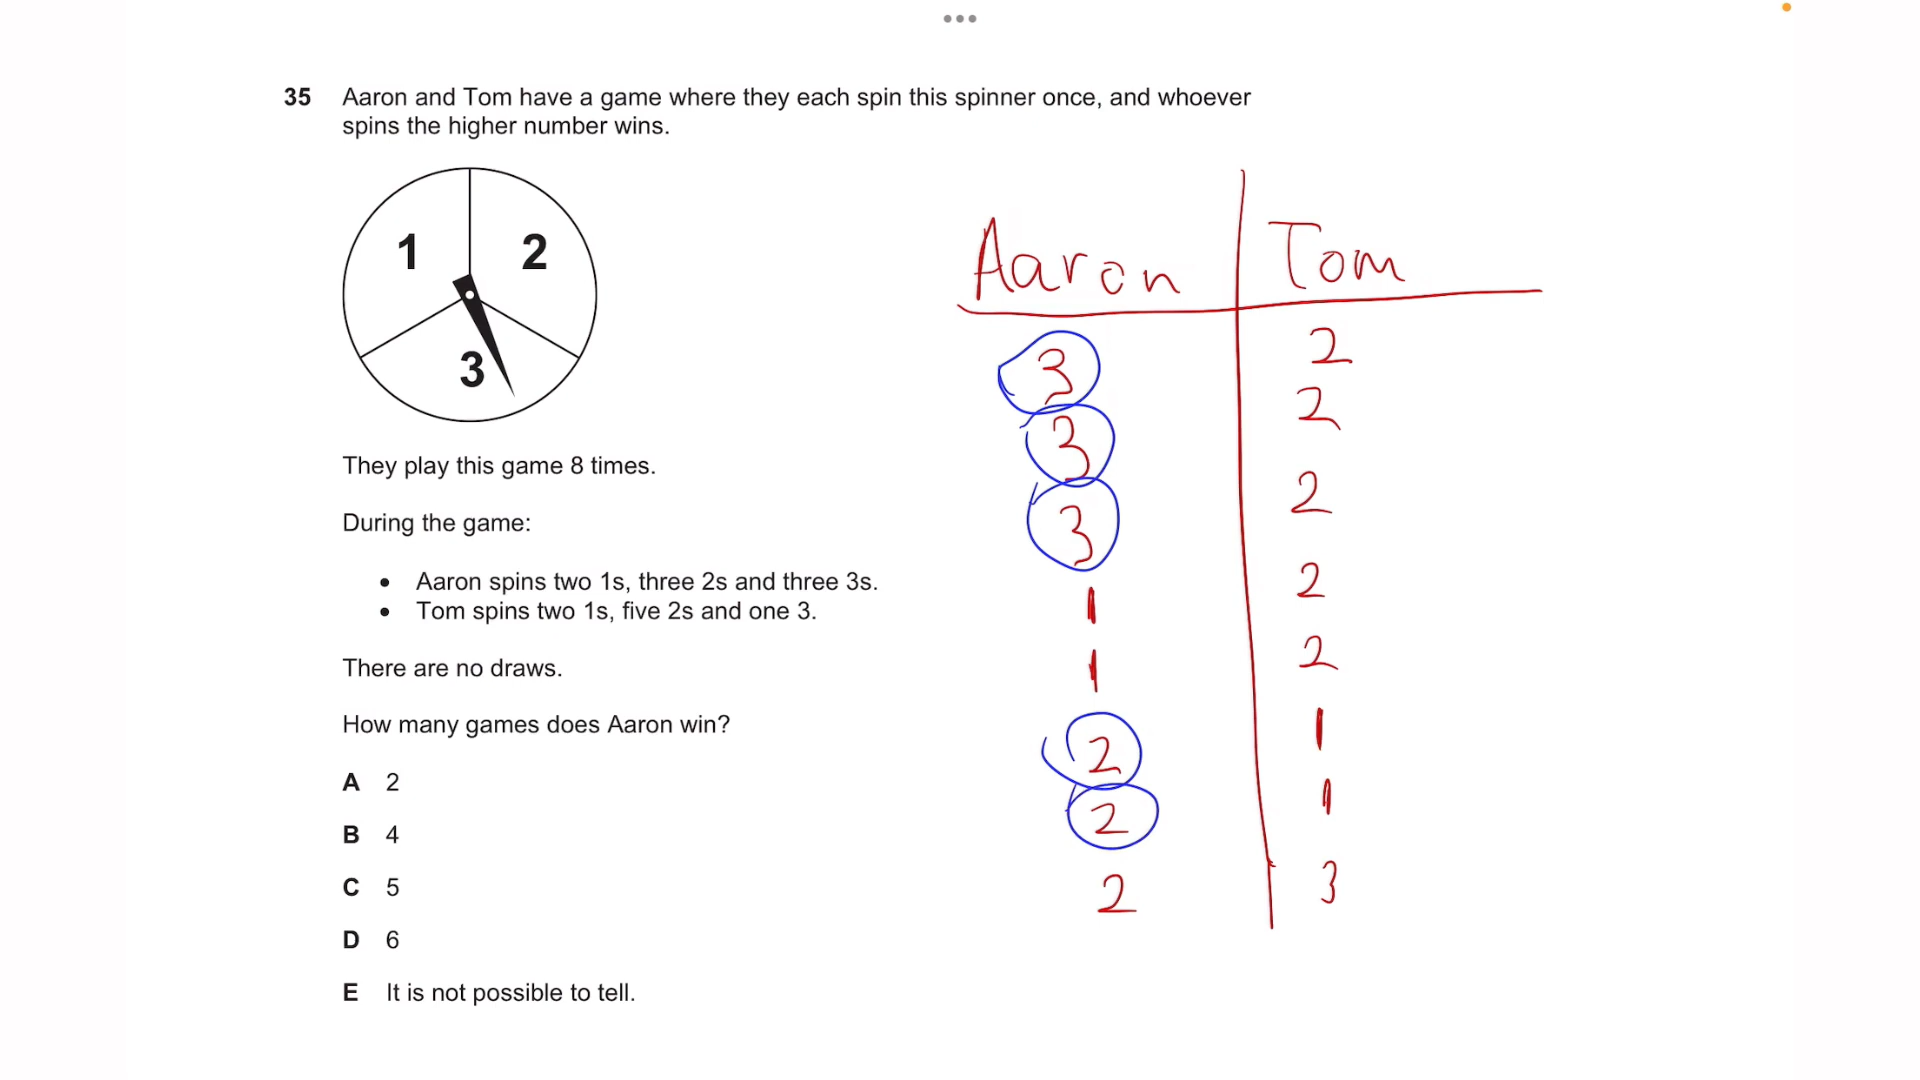 35 Aaron and Tom have a game where they each spin this spinner once, and whoever
spins the higher number wins.
1 2
3
They play this game 8 times.
During the game:
• Aaron spins two 1s, three 2s and three 3s.
• Tom spins two 1s, five 2s and one 3.
There are no draws.
How many games does Aaron win?
A 2
B 4
C 5
D 6
E It is not possible to tell.
Aaron Tom
3 2
3 2
3 2
1 2
1 2
2 1
2 1
2 3